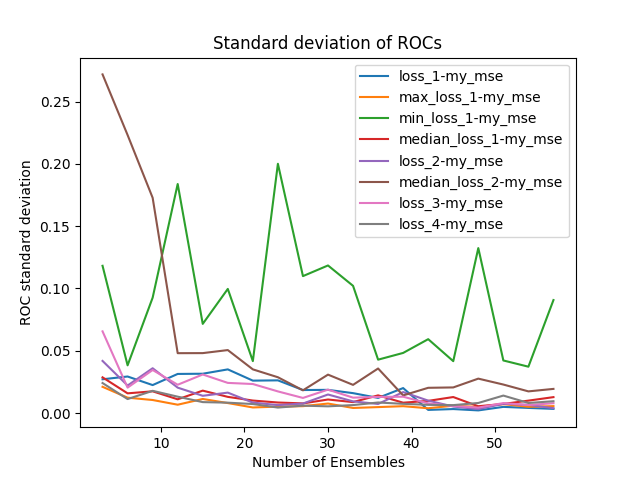 Standard deviation of ROCs
loss_1-my_mse
max_loss_1-my_mse
min_loss_1-my_mse
median_loss_1-my_mse
loss_2-my_mse
median_loss_2-my_mse
loss_3-my_mse
loss_4-my_mse
ROC standard deviation
0.25
0.20
0.15
0.10
0.05
0.00
10 20 30 40 50
Number of Ensembles